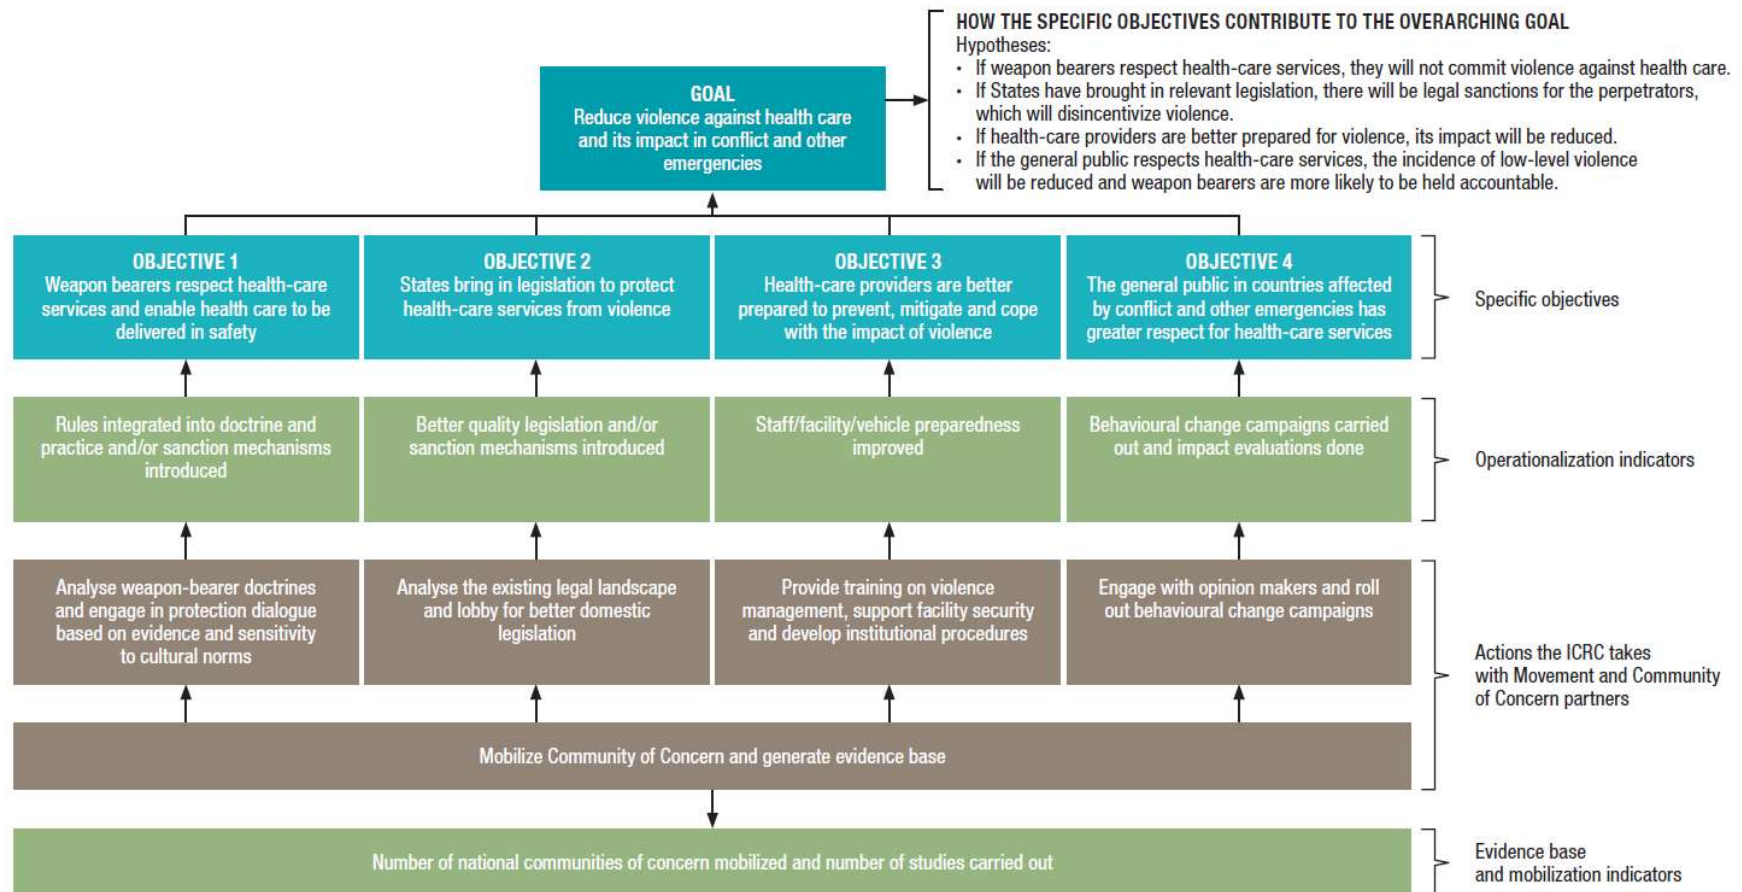 HOW THE SPECIFIC OBJECTIVES CONTRIBUTE TO THE OVERARCHING GOAL
Hypotheses:
• If weapon bearers respect health-care services, they will not commit violence against health care.
• If States have brought in relevant legislation, there will be legal sanctions for the perpetrators,
which will disincentivize violence.
• If health-care providers are better prepared for violence, its impact will be reduced.
• If the general public respects health-care services, the incidence of low-level violence
will be reduced and weapon bearers are more likely to be held accountable.
GOAL
Reduce violence against health care
and its impact in conflict and other
emergencies
OBJECTIVE 1
Weapon bearers respect health-care
services and enable health care to be
delivered in safety
OBJECTIVE 2
States bring in legislation to protect
health-care services from violence
OBJECTIVE 3
Health-care providers are better
prepared to prevent, mitigate and cope
with the impact of violence
OBJECTIVE 4
The general public in countries affected
by conflict and other emergencies has
greater respect for health-care services
Specific objectives
Rules integrated into doctrine and
practice and/or sanction mechanisms
introduced
Better quality legislation and/or
sanction mechanisms introduced
Staff/facility/vehicle preparedness
improved
Behavioural change campaigns carried
out and impact evaluations done
Operationalization indicators
Analyse weapon-bearer doctrines
and engage in protection dialogue
based on evidence and sensitivity
to cultural norms
Analyse the existing legal landscape
and lobby for better domestic
legislation
Provide training on violence
management, support facility security
and develop institutional procedures
Engage with opinion makers and roll
out behavioural change campaigns
Actions the ICRC takes
with Movement and Community
of Concern partners
Mobilize Community of Concern and generate evidence base
Number of national communities of concern mobilized and number of studies carried out
Evidence base
and mobilization indicators